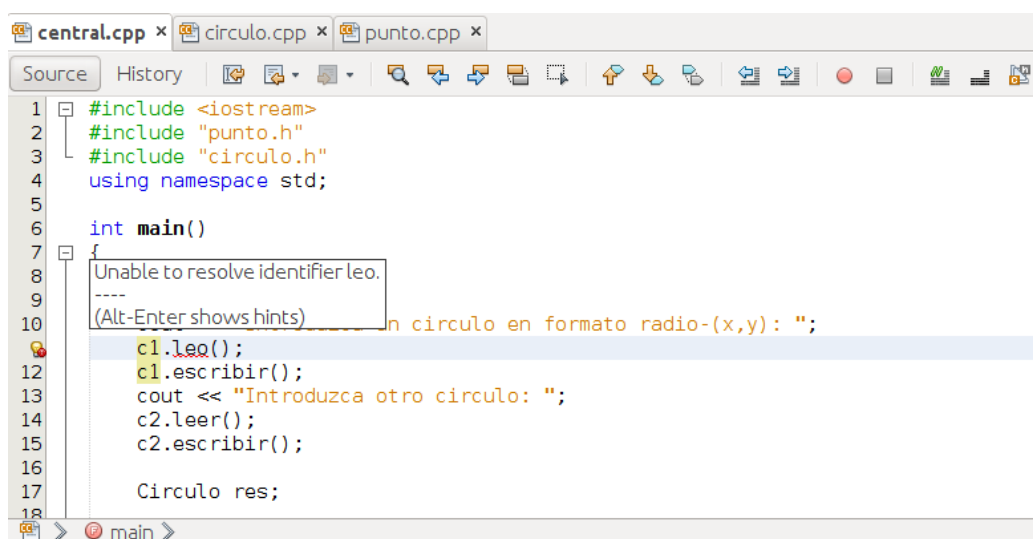 central.cpp × circulo.cpp × punto.cpp ×
Source History
1 #include <iostream>
2 #include "punto.h"
3 #include "circulo.h"
4 using namespace std;
5
6 int main()
7 {
8
9
Unable to resolve identifier leo.
----
(Alt-Enter shows hints)
10 n circulo en formato radio-(x,y): ";
c1.leo();
12 c1.escribir();
13 cout << "Introduzca otro circulo: ";
14 c2.leer();
15 c2.escribir();
16
17 Circulo res;
18
main